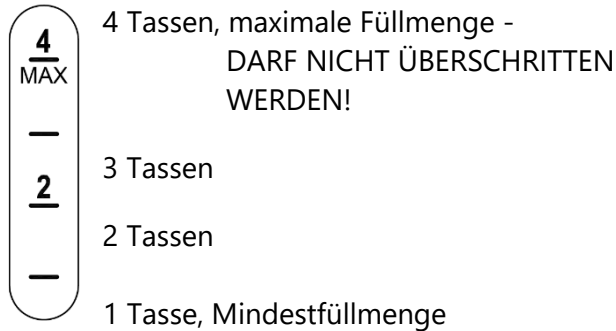 4 Tassen, maximale Füllmenge -
DARF NICHT ÜBERSCHRITTEN
WERDEN!
4
MAX
3 Tassen
2
2 Tassen
1 Tasse, Mindestfüllmenge